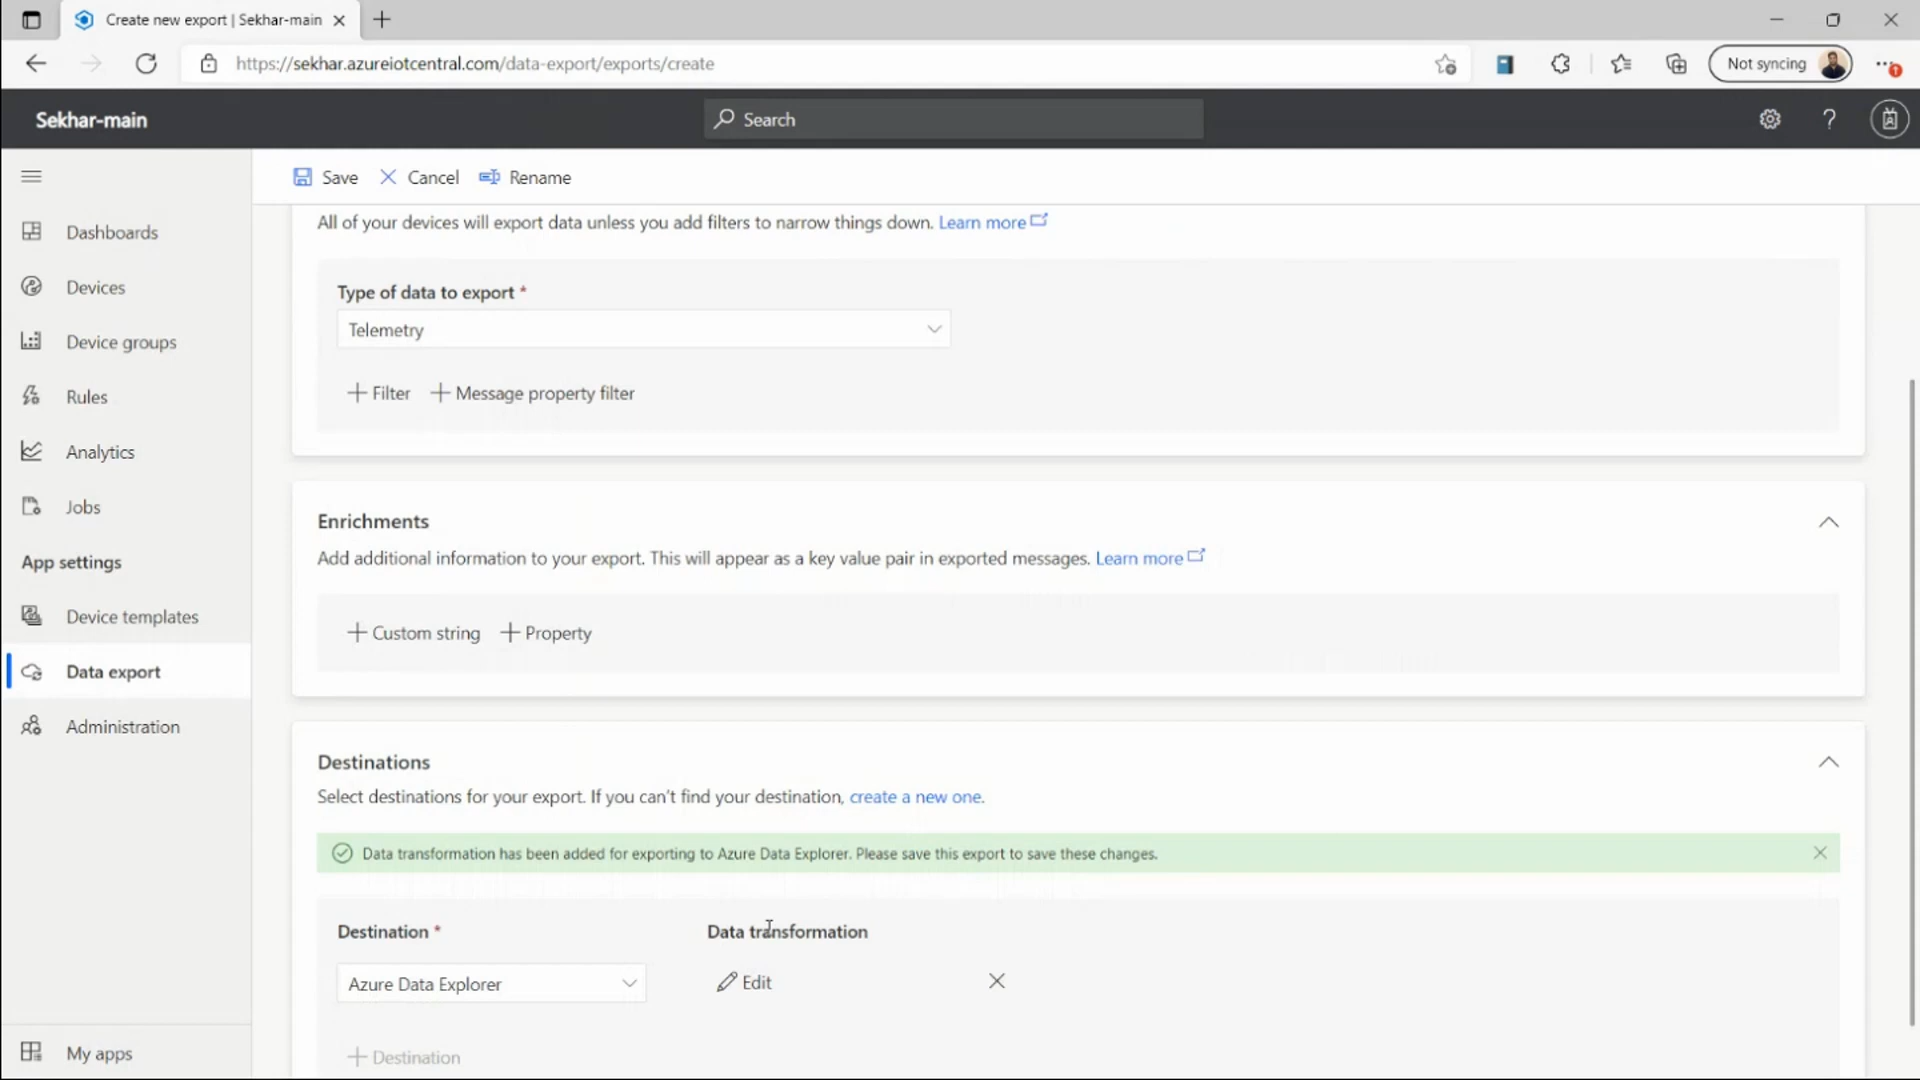 Create new export | Sekhar-main
https://sekhar.azureiotcentral.com/data-export/exports/create
Not syncing
Sekhar-main
Search
Save
Cancel
Rename
Dashboards
Devices
Device groups
Rules
Analytics
Jobs
App settings
Device templates
Data export
Administration
My apps
All of your devices will export data unless you add filters to narrow things down. Learn more
Type of data to export *
Telemetry
+ Filter + Message property filter
Enrichments
Add additional information to your export. This will appear as a key value pair in exported messages. Learn more
+ Custom string + Property
Destinations
Select destinations for your export. If you can't find your destination, create a new one.
Data transformation has been added for exporting to Azure Data Explorer. Please save this export to save these changes.
Destination * Data transformation
Azure Data Explorer Edit
+ Destination